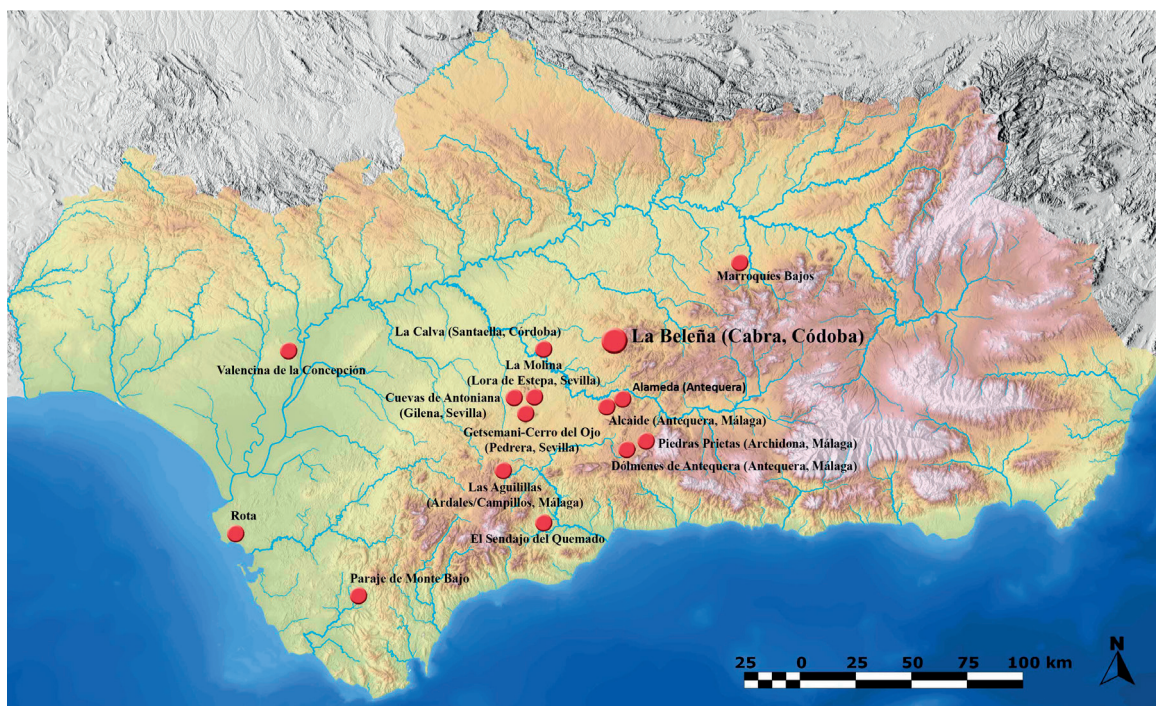 Marroquíes Bajos
La Calva (Santaella, Córdoba)
La Beleña (Cabra, Códoba)
Valencina de la Concepción
La Molina
(Lora de Estepa, Sevilla)
Cuevas de Antoniana
(Gilena, Sevilla)
Alameda (Antequera)
Alcaide (Antequera, Málaga)
Getsemani-Cerro del Ojo
(Pedrera, Sevilla)
Piedras Prietas (Archidona, Málaga)
Dólmenes de Antequera (Antequera, Málaga)
Las Aguilillas
(Ardales/Campillos, Málaga)
Rota
El Sendajo del Quemado
Paraje de Monte Bajo
N
25 0 25 50 75 100 km